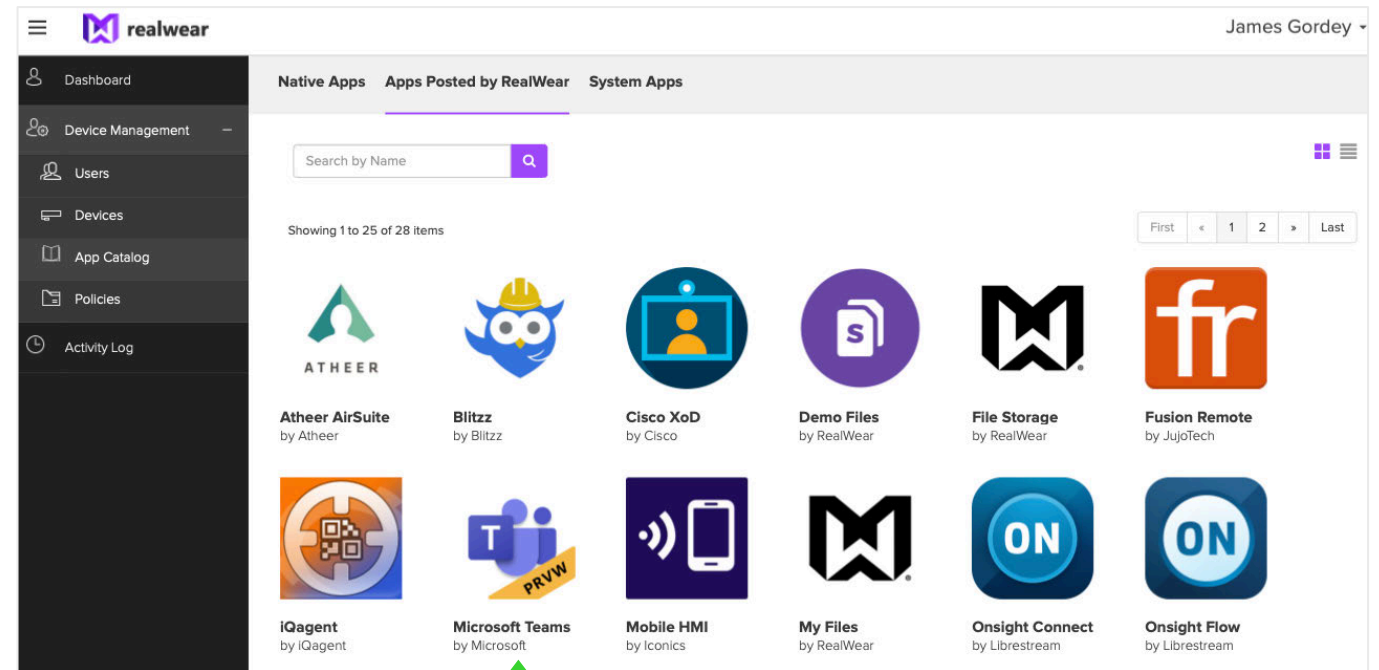 realwear
James Gordey
Dashboard
Native Apps Apps Posted by RealWear System Apps
Device Management
Users
Search by Name
Devices
Showing 1 to 25 of 28 items
First « 1 2 » Last
App Catalog
Policies
Activity Log
ATHEER
S
fr
Atheer AirSuite Blitzz Cisco XoD Demo Files File Storage Fusion Remote
by Atheer by Blitzz by Cisco by RealWear by RealWear by JujoTech
T
PRVW
ON
ON
iQagent Microsoft Teams Mobile HMI My Files Onsight Connect Onsight Flow
by iQagent by Microsoft by Iconics by RealWear by Librestream by Librestream